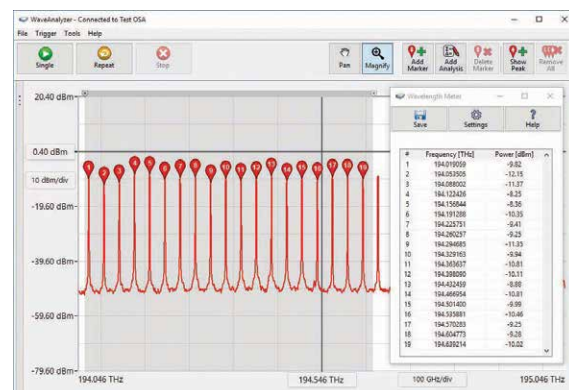 WaveAnalyzer - Connected to Test OSA
File Trigger Tools Help
Single Repeat Stop Pan Magnify Add Marker Add Analysis Delete Marker Show Peak Remove All
20.40 dBm
0.40 dBm
10 dBm/div
-19.60 dBm
-39.60 dBm
-59.60 dBm
-79.60 dBm
1 2 3 4 5 6 7 8 9 10 11 12 13 14 15 16 17 18 19
194.046 THz 194.546 THz 100 GHz/div 195.046 THz
Wavelength Meter
Save Settings Help
# Frequency [THz] Power [dBm]
1 194.019059 -9.82
2 194.053505 -12.15
3 194.088002 -11.37
4 194.122426 -8.25
5 194.156844 -8.36
6 194.191288 -10.35
7 194.225751 -9.41
8 194.260257 -9.25
9 194.294685 -11.35
10 194.329163 -9.94
11 194.363637 -10.81
12 194.398090 -10.11
13 194.432439 -8.88
14 194.466954 -10.81
15 194.501400 -9.99
16 194.535881 -10.46
17 194.570283 -9.25
18 194.604773 -9.28
19 194.639214 -10.02